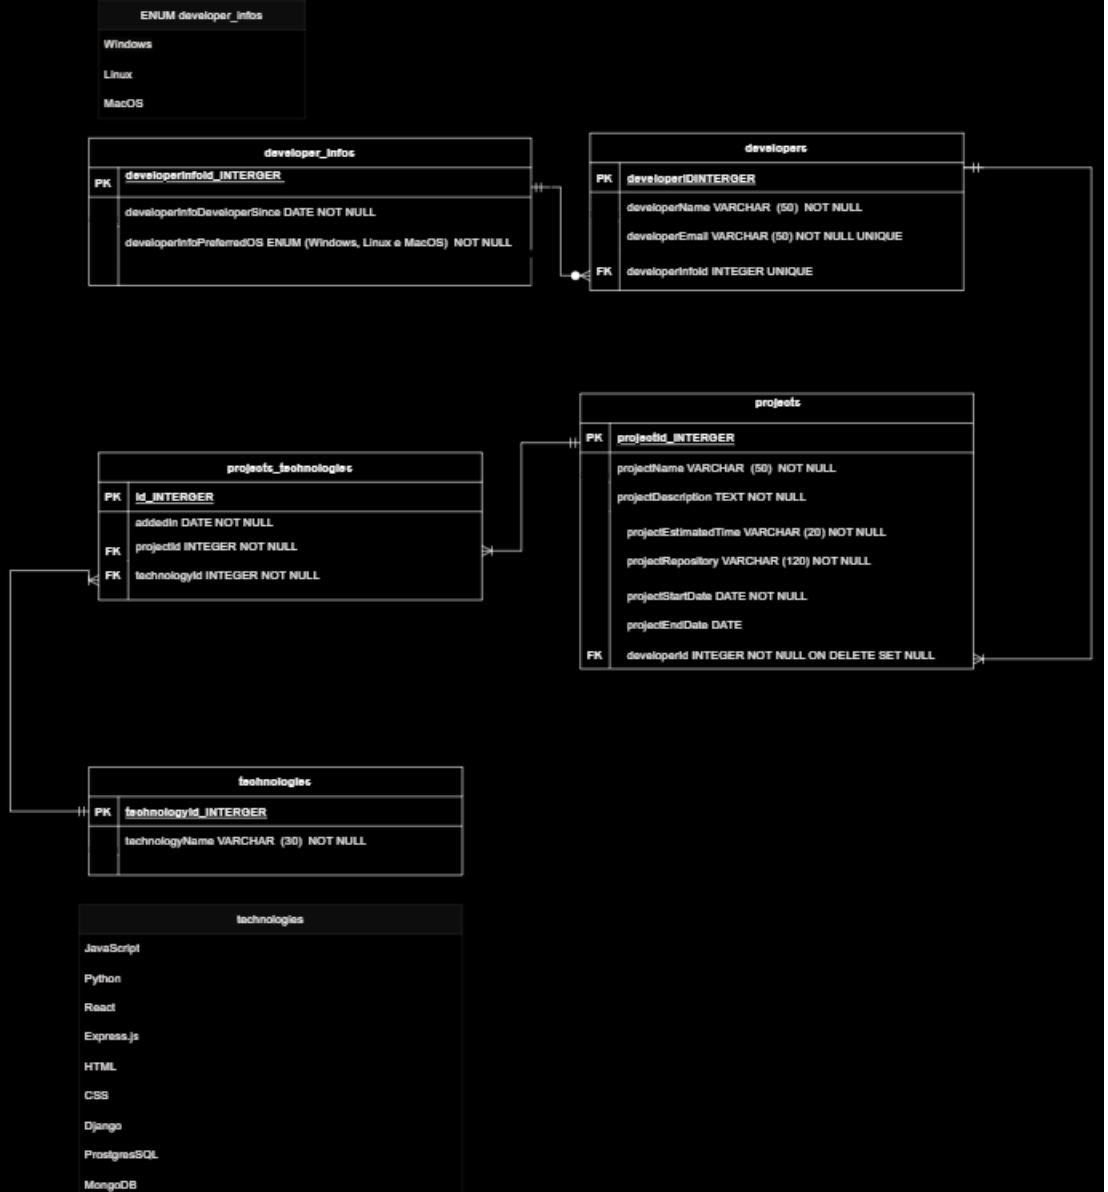 ENUM developer_infos
Windows
Linux
MacOS
developer_infos
PK developerInfoId_INTERGER
developerInfoDeveloperSince DATE NOT NULL
developerInfoPreferredOS ENUM (Windows, Linux e MacOS) NOT NULL
developers
PK developerIDINTERGER
developerName VARCHAR (50) NOT NULL
developerEmail VARCHAR (50) NOT NULL UNIQUE
FK developerInfoId INTEGER UNIQUE
projects
PK projectId_INTERGER
projectName VARCHAR (50) NOT NULL
projectDescription TEXT NOT NULL
projectEstimatedTime VARCHAR (20) NOT NULL
projectRepository VARCHAR (120) NOT NULL
projectStartDate DATE NOT NULL
projectEndDate DATE
FK developerId INTEGER NOT NULL ON DELETE SET NULL
projects_technologies
PK Id_INTERGER
addedIn DATE NOT NULL
FK projectId INTEGER NOT NULL
FK technologyId INTEGER NOT NULL
technologies
PK technologyId_INTERGER
technologyName VARCHAR (30) NOT NULL
technologies
JavaScript
Python
React
Express.js
HTML
CSS
Django
ProstgresSQL
MongoDB